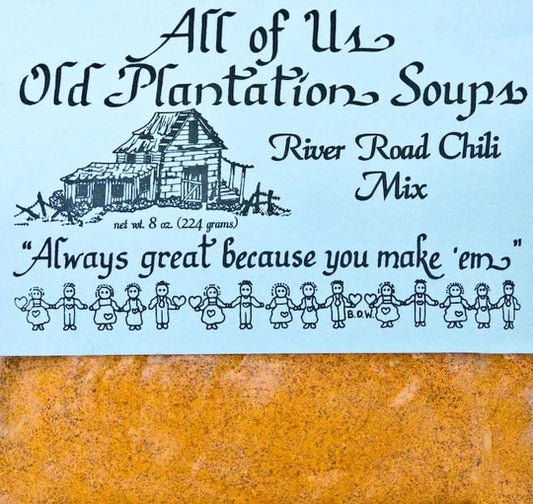 All of Us
Old Plantation Soups
River Road Chili
Mix
net wt. 8 oz. (224 grams)
"Always great because you make 'em"
B.D.W.